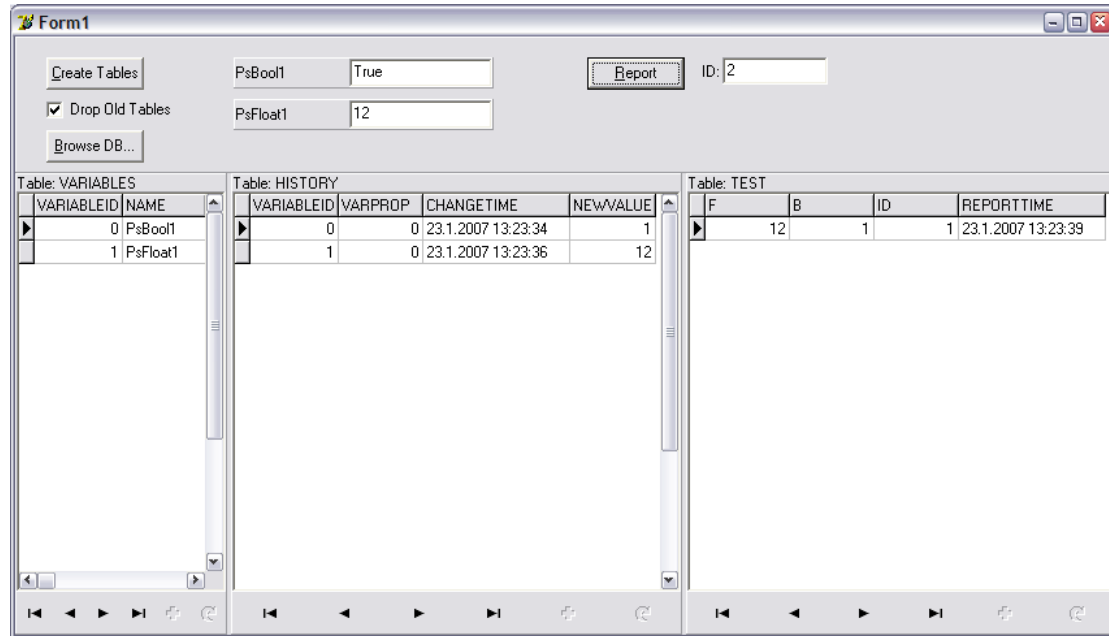 Form1
Create Tables
PsBool1 True
Report ID: 2
Drop Old Tables
PsFloat1 12
Browse DB...
Table: VARIABLES
VARIABLEID NAME
0 PsBool1
1 PsFloat1
Table: HISTORY
VARIABLEID VARPROP CHANGETIME NEWVALUE
0 0 23.1.2007 13:23:34 1
1 0 23.1.2007 13:23:36 12
Table: TEST
F B ID REPORTTIME
12 1 1 23.1.2007 13:23:39